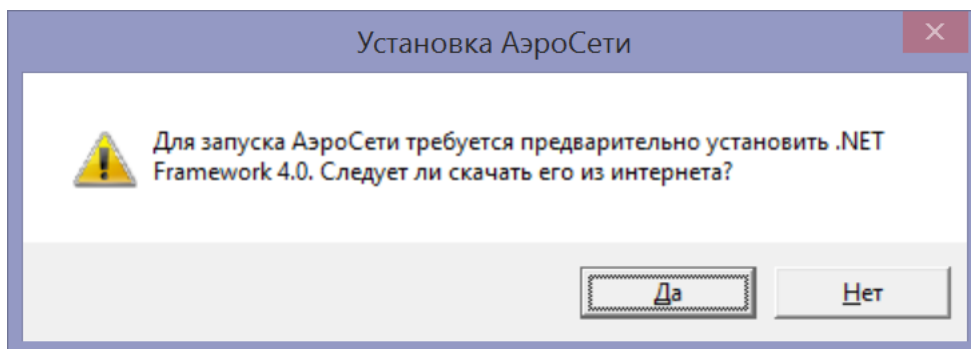 Установка АэроСети
Для запуска АэроСети требуется предварительно установить .NET
Framework 4.0. Следует ли скачать его из интернета?
Да
Нет